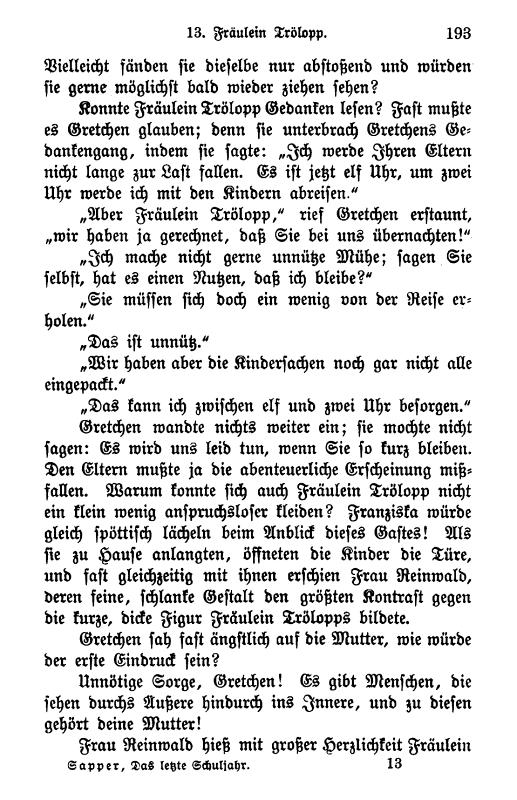 13. Fräulein Trölopp. 193
Vielleicht fänden sie dieselbe nur abstoßend und würden
sie gerne möglichst bald wieder ziehen sehen?
Konnte Fräulein Trölopp Gedanken lesen? Fast mußte
es Gretchen glauben; denn sie unterbrach Gretchens Ge-
dankengang, indem sie sagte: „Ich werde Ihren Eltern
nicht lange zur Last fallen. Es ist jetzt elf Uhr, um zwei
Uhr werde ich mit den Kindern abreisen.“
„Aber Fräulein Trölopp,“ rief Gretchen erstaunt,
„wir haben ja gerechnet, daß Sie bei uns übernachten!“
„Ich mache nicht gerne unnütze Mühe; sagen Sie
selbst, hat es einen Nutzen, daß ich bleibe?“
„Sie müssen sich doch ein wenig von der Reise er-
holen.“
„Das ist unnütz.“
„Wir haben aber die Kindersachen noch gar nicht alle
eingepackt.“
„Das kann ich zwischen elf und zwei Uhr besorgen.“
Gretchen wandte nichts weiter ein; sie mochte nicht
sagen: Es wird uns leid tun, wenn Sie so kurz bleiben.
Den Eltern mußte ja die abenteuerliche Erscheinung miß-
fallen. Warum konnte sich auch Fräulein Trölopp nicht
ein klein wenig anspruchsloser kleiden? Franziska würde
gleich spöttisch lächeln beim Anblick dieses Gastes! Als
sie zu Hause anlangten, öffneten die Kinder die Türe,
und fast gleichzeitig mit ihnen erschien Frau Reinwald,
deren feine, schlanke Gestalt den größten Kontrast gegen
die kurze, dicke Figur Fräulein Trölopps bildete.
Gretchen sah fast ängstlich auf die Mutter, wie würde
der erste Eindruck sein?
Unnötige Sorge, Gretchen! Es gibt Menschen, die
sehen durchs Äußere hindurch ins Innere, und zu diesen
gehört deine Mutter!
Frau Reinwald hieß mit großer Herzlichkeit Fräulein
Sapper, Das letzte Schuljahr. 13